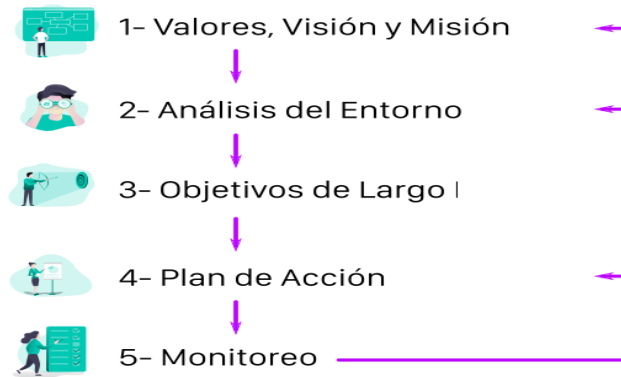 1- Valores, Visión y Misión
2- Análisis del Entorno
3- Objetivos de Largo
4- Plan de Acción
5- Monitoreo